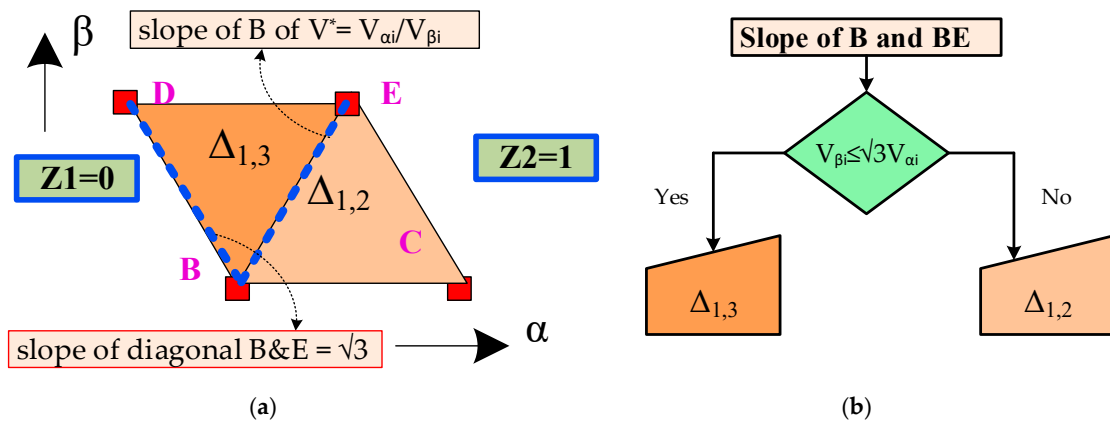 slope of B of V*= Vαi/Vβi
β
D
E
Δ1,3
Z1=0
Z2=1
Δ1,2
C
B
slope of diagonal B&E = √3
α
(a)
Slope of B and BE
Vβi≤√3Vαi
Yes
No
Δ1,3
Δ1,2
(b)